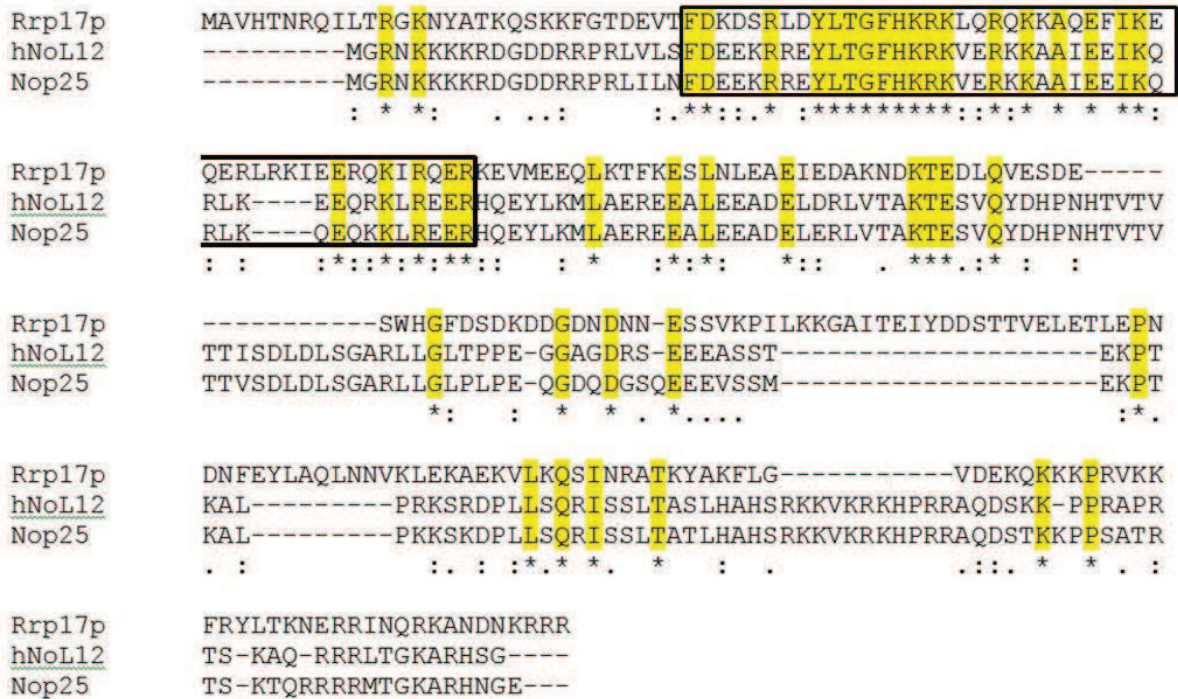 Rrp17p MAVHTNRQILTRGKNYATKQSKKFGTDEVTFDKDSRLDYLTGFHKRKLQRQKKAQEFIKE
hNoL12 ---------MGRNKKKKRDGDDRRPRLVLSFDEEKRREYLTGFHKRKVERKKAAIEEIKQ
Nop25 ---------MGRNKKKKRDGDDRRPRLILNFDEEKRREYLTGFHKRKVERKKAAIEEIKQ
: * *: . ..: :.**::.* :**********::*:* * * **:
Rrp17p QERLRKIEERQKIRQERKEVMEEQLKTFKESLNLEAEIEDAKNDKTEDLQVESDE-----
hNoL12 RLK----EEQRKLREERHQEYLKMLAEREEALEEADELDRLVTAKTESVQYDHPNHTVTV
Nop25 RLK----QEQKKLREERHQEYLKMLAEREEALEEADELERLVTAKTESVQYDHPNHTVTV
: : :*::*:*:**:: : * :*:* *:: . ***.:* : :
Rrp17p -----------SWHGFDSDKDDGDNDNN-ESSVKPILKKGAITEIYDDSTTVELETLEPN
hNoL12 TTISDLDLSGARLLGLTPPE-GGAGDRS-EEEASST--------------------EKPT
Nop25 TTVSDLDLSGARLLGLPLPE-QGDQDGSQEEEVSSM--------------------EKPT
*: : * * . *.... :*.
Rrp17p DNFEYLAQLNNVKLEKAEKVLKQSINRATKYAKFLG-----------VDEKQKKKPRVKK
hNoL12 KAL---------PRKSRDPLLSQRISSLTASLHAHSRKKVKRKHPRRAQDSKK-PPRAPR
Nop25 KAL---------PKKSKDPLLSQRISSLTATLHAHSRKKVKRKHPRRAQDSTKKPPSATR
. : :. : :*.* *. * : . .::. * * . :
Rrp17p FRYLTKNERRINQRKANDNKRRR
hNoL12 TS-KAQ-RRRLTGKARHSG----
Nop25 TS-KTQRRRRMTGKARHNGE---